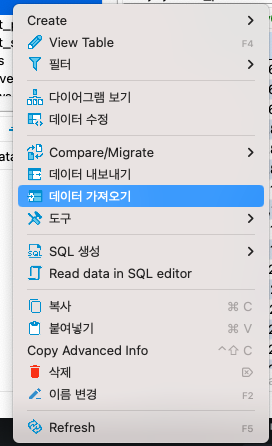 Create
View Table F4
필터
다이어그램 보기
데이터 수정
Compare/Migrate
데이터 내보내기
데이터 가져오기
도구
SQL 생성
Read data in SQL editor
복사 ⌘ C
붙여넣기 ⌘ V
Copy Advanced Info ^⇧ C
삭제 ⌦
이름 변경 F2
Refresh F5